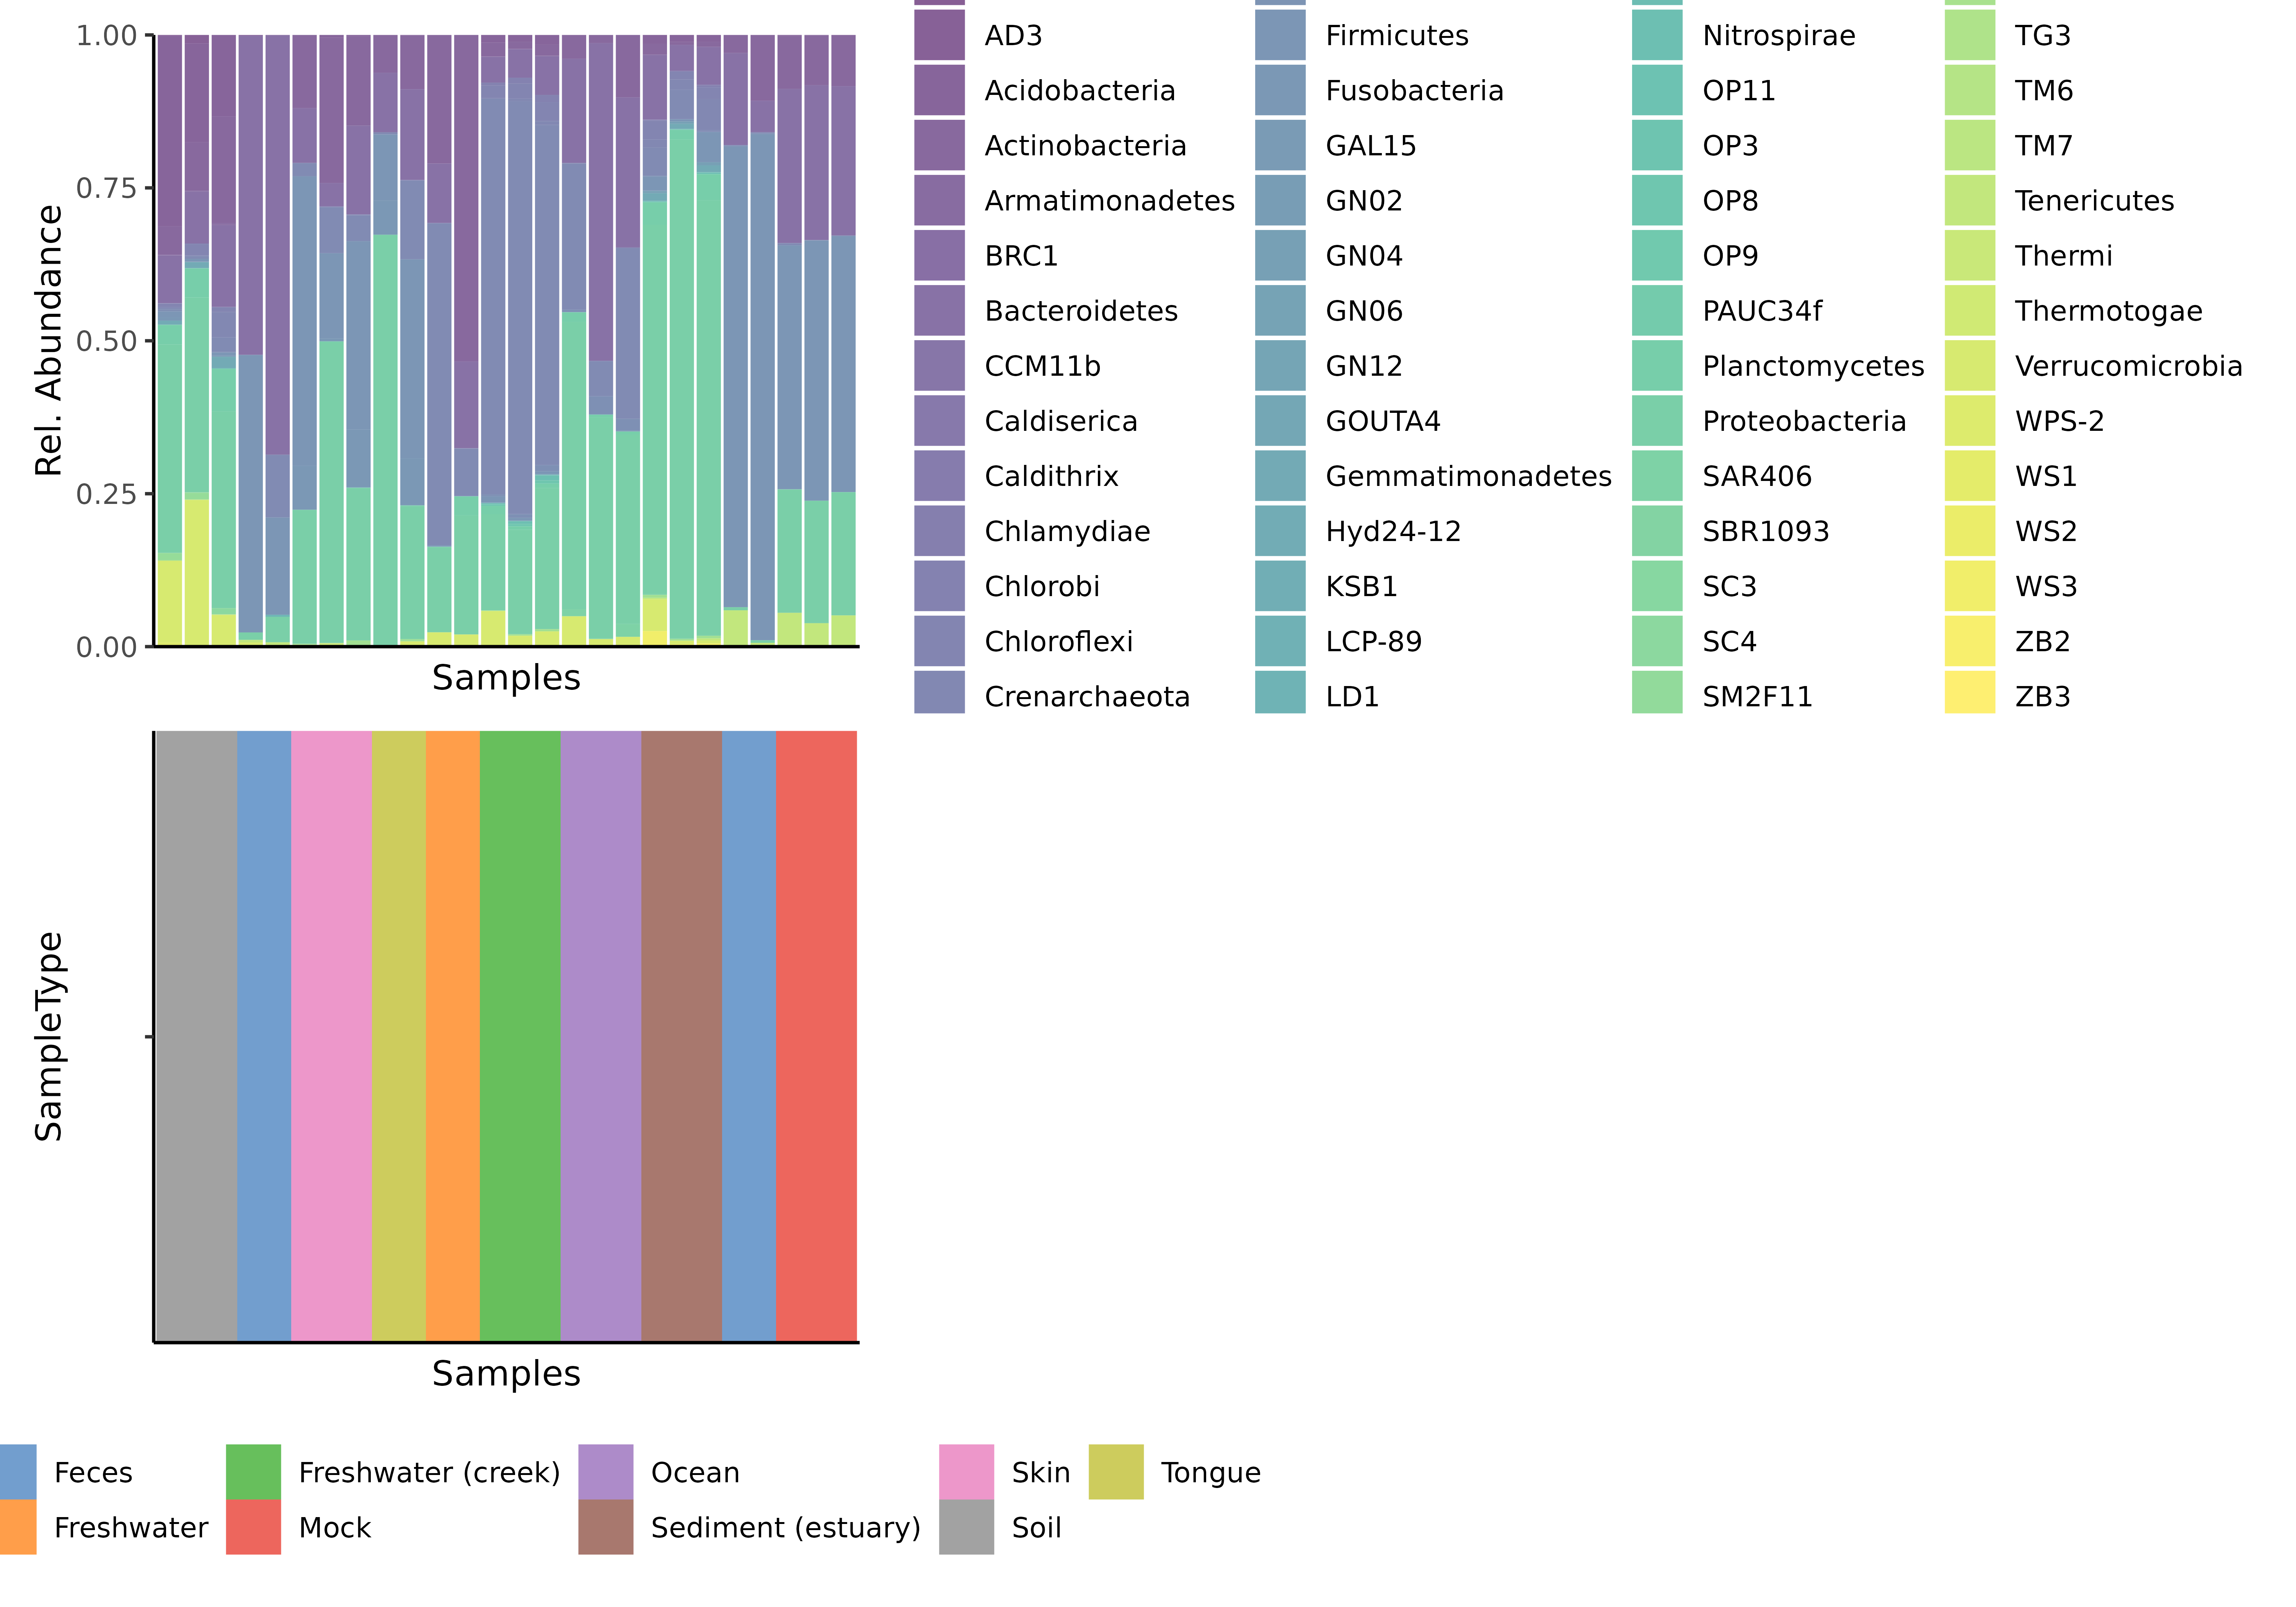 1.00
0.75
0.50
0.25
0.00
Rel. Abundance
Samples
AD3
Acidobacteria
Actinobacteria
Armatimonadetes
BRC1
Bacteroidetes
CCM11b
Caldiserica
Caldithrix
Chlamydiae
Chlorobi
Chloroflexi
Crenarchaeota
Firmicutes
Fusobacteria
GAL15
GN02
GN04
GN06
GN12
GOUTA4
Gemmatimonadetes
Hyd24-12
KSB1
LCP-89
LD1
Nitrospirae
OP11
OP3
OP8
OP9
PAUC34f
Planctomycetes
Proteobacteria
SAR406
SBR1093
SC3
SC4
SM2F11
TG3
TM6
TM7
Tenericutes
Thermi
Thermotogae
Verrucomicrobia
WPS-2
WS1
WS2
WS3
ZB2
ZB3
SampleType
Samples
Feces
Freshwater (creek)
Ocean
Skin
Tongue
Freshwater
Mock
Sediment (estuary)
Soil